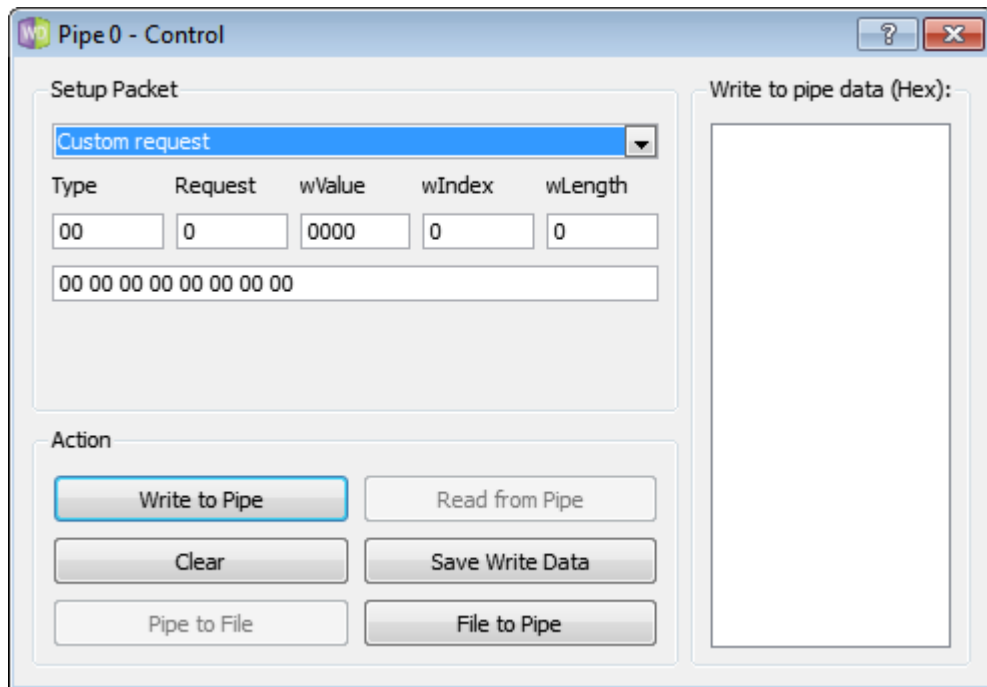 Pipe 0 - Control
Setup Packet
Custom request
Type Request wValue wIndex wLength
00 0 0000 0 0
00 00 00 00 00 00 00 00
Action
Write to Pipe Read from Pipe
Clear Save Write Data
Pipe to File File to Pipe
Write to pipe data (Hex):